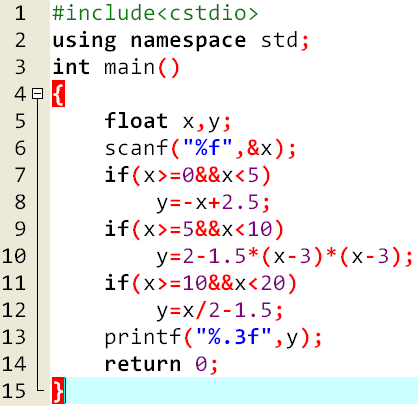 1 #include<cstdio>
2 using namespace std;
3 int main()
4 {
5     float x,y;
6     scanf("%f",&x);
7     if(x>=0&&x<5)
8         y=-x+2.5;
9     if(x>=5&&x<10)
10         y=2-1.5*(x-3)*(x-3);
11     if(x>=10&&x<20)
12         y=x/2-1.5;
13     printf("%.3f",y);
14     return 0;
15 }